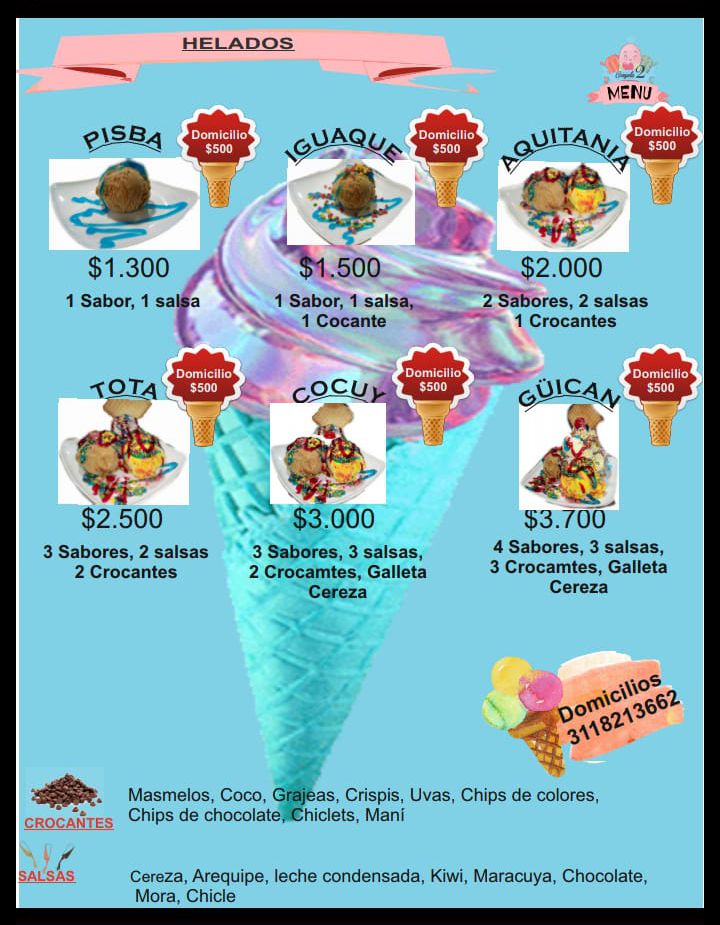 HELADOS
MENU
PISBA
Domicilio
$500
$1.300
1 Sabor, 1 salsa
IGUAQUE
Domicilio
$500
$1.500
1 Sabor, 1 salsa,
1 Cocante
AQUITANIA
Domicilio
$500
$2.000
2 Sabores, 2 salsas
1 Crocantes
TOTA
Domicilio
$500
$2.500
3 Sabores, 2 salsas
2 Crocantes
COCUY
Domicilio
$500
$3.000
3 Sabores, 3 salsas,
2 Crocamtes, Galleta
Cereza
GÜICAN
Domicilio
$500
$3.700
4 Sabores, 3 salsas,
3 Crocamtes, Galleta
Cereza
Domicilios
3118213662
CROCANTES
Masmelos, Coco, Grajeas, Crispis, Uvas, Chips de colores,
Chips de chocolate, Chiclets, Maní
SALSAS
Cereza, Arequipe, leche condensada, Kiwi, Maracuya, Chocolate,
Mora, Chicle